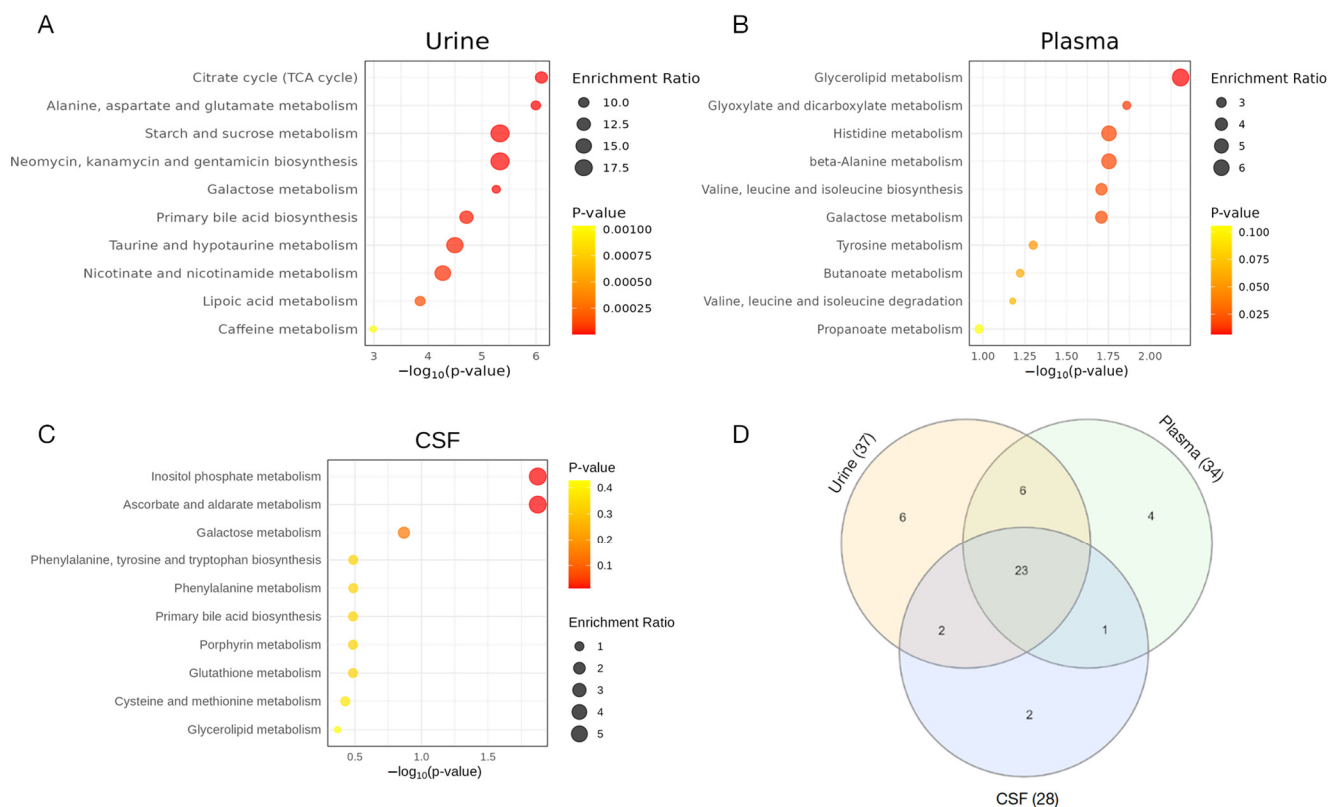 A
Urine
Citrate cycle (TCA cycle)
Alanine, aspartate and glutamate metabolism
Starch and sucrose metabolism
Neomycin, kanamycin and gentamicin biosynthesis
Galactose metabolism
Primary bile acid biosynthesis
Taurine and hypotaurine metabolism
Nicotinate and nicotinamide metabolism
Lipoic acid metabolism
Caffeine metabolism
3 4 5 6
−log₁₀(p-value)
Enrichment Ratio
10.0
12.5
15.0
17.5
P-value
0.00100
0.00075
0.00050
0.00025
B
Plasma
Glycerolipid metabolism
Glyoxylate and dicarboxylate metabolism
Histidine metabolism
beta-Alanine metabolism
Valine, leucine and isoleucine biosynthesis
Galactose metabolism
Tyrosine metabolism
Butanoate metabolism
Valine, leucine and isoleucine degradation
Propanoate metabolism
1.00 1.25 1.50 1.75 2.00
−log₁₀(p-value)
Enrichment Ratio
3
4
5
6
P-value
0.100
0.075
0.050
0.025
C
CSF
Inositol phosphate metabolism
Ascorbate and aldarate metabolism
Galactose metabolism
Phenylalanine, tyrosine and tryptophan biosynthesis
Phenylalanine metabolism
Primary bile acid biosynthesis
Porphyrin metabolism
Glutathione metabolism
Cysteine and methionine metabolism
Glycerolipid metabolism
0.5 1.0 1.5
−log₁₀(p-value)
P-value
0.4
0.3
0.2
0.1
Enrichment Ratio
1
2
3
4
5
D
Urine (37)
Plasma (34)
6
6
4
23
2
1
2
CSF (28)